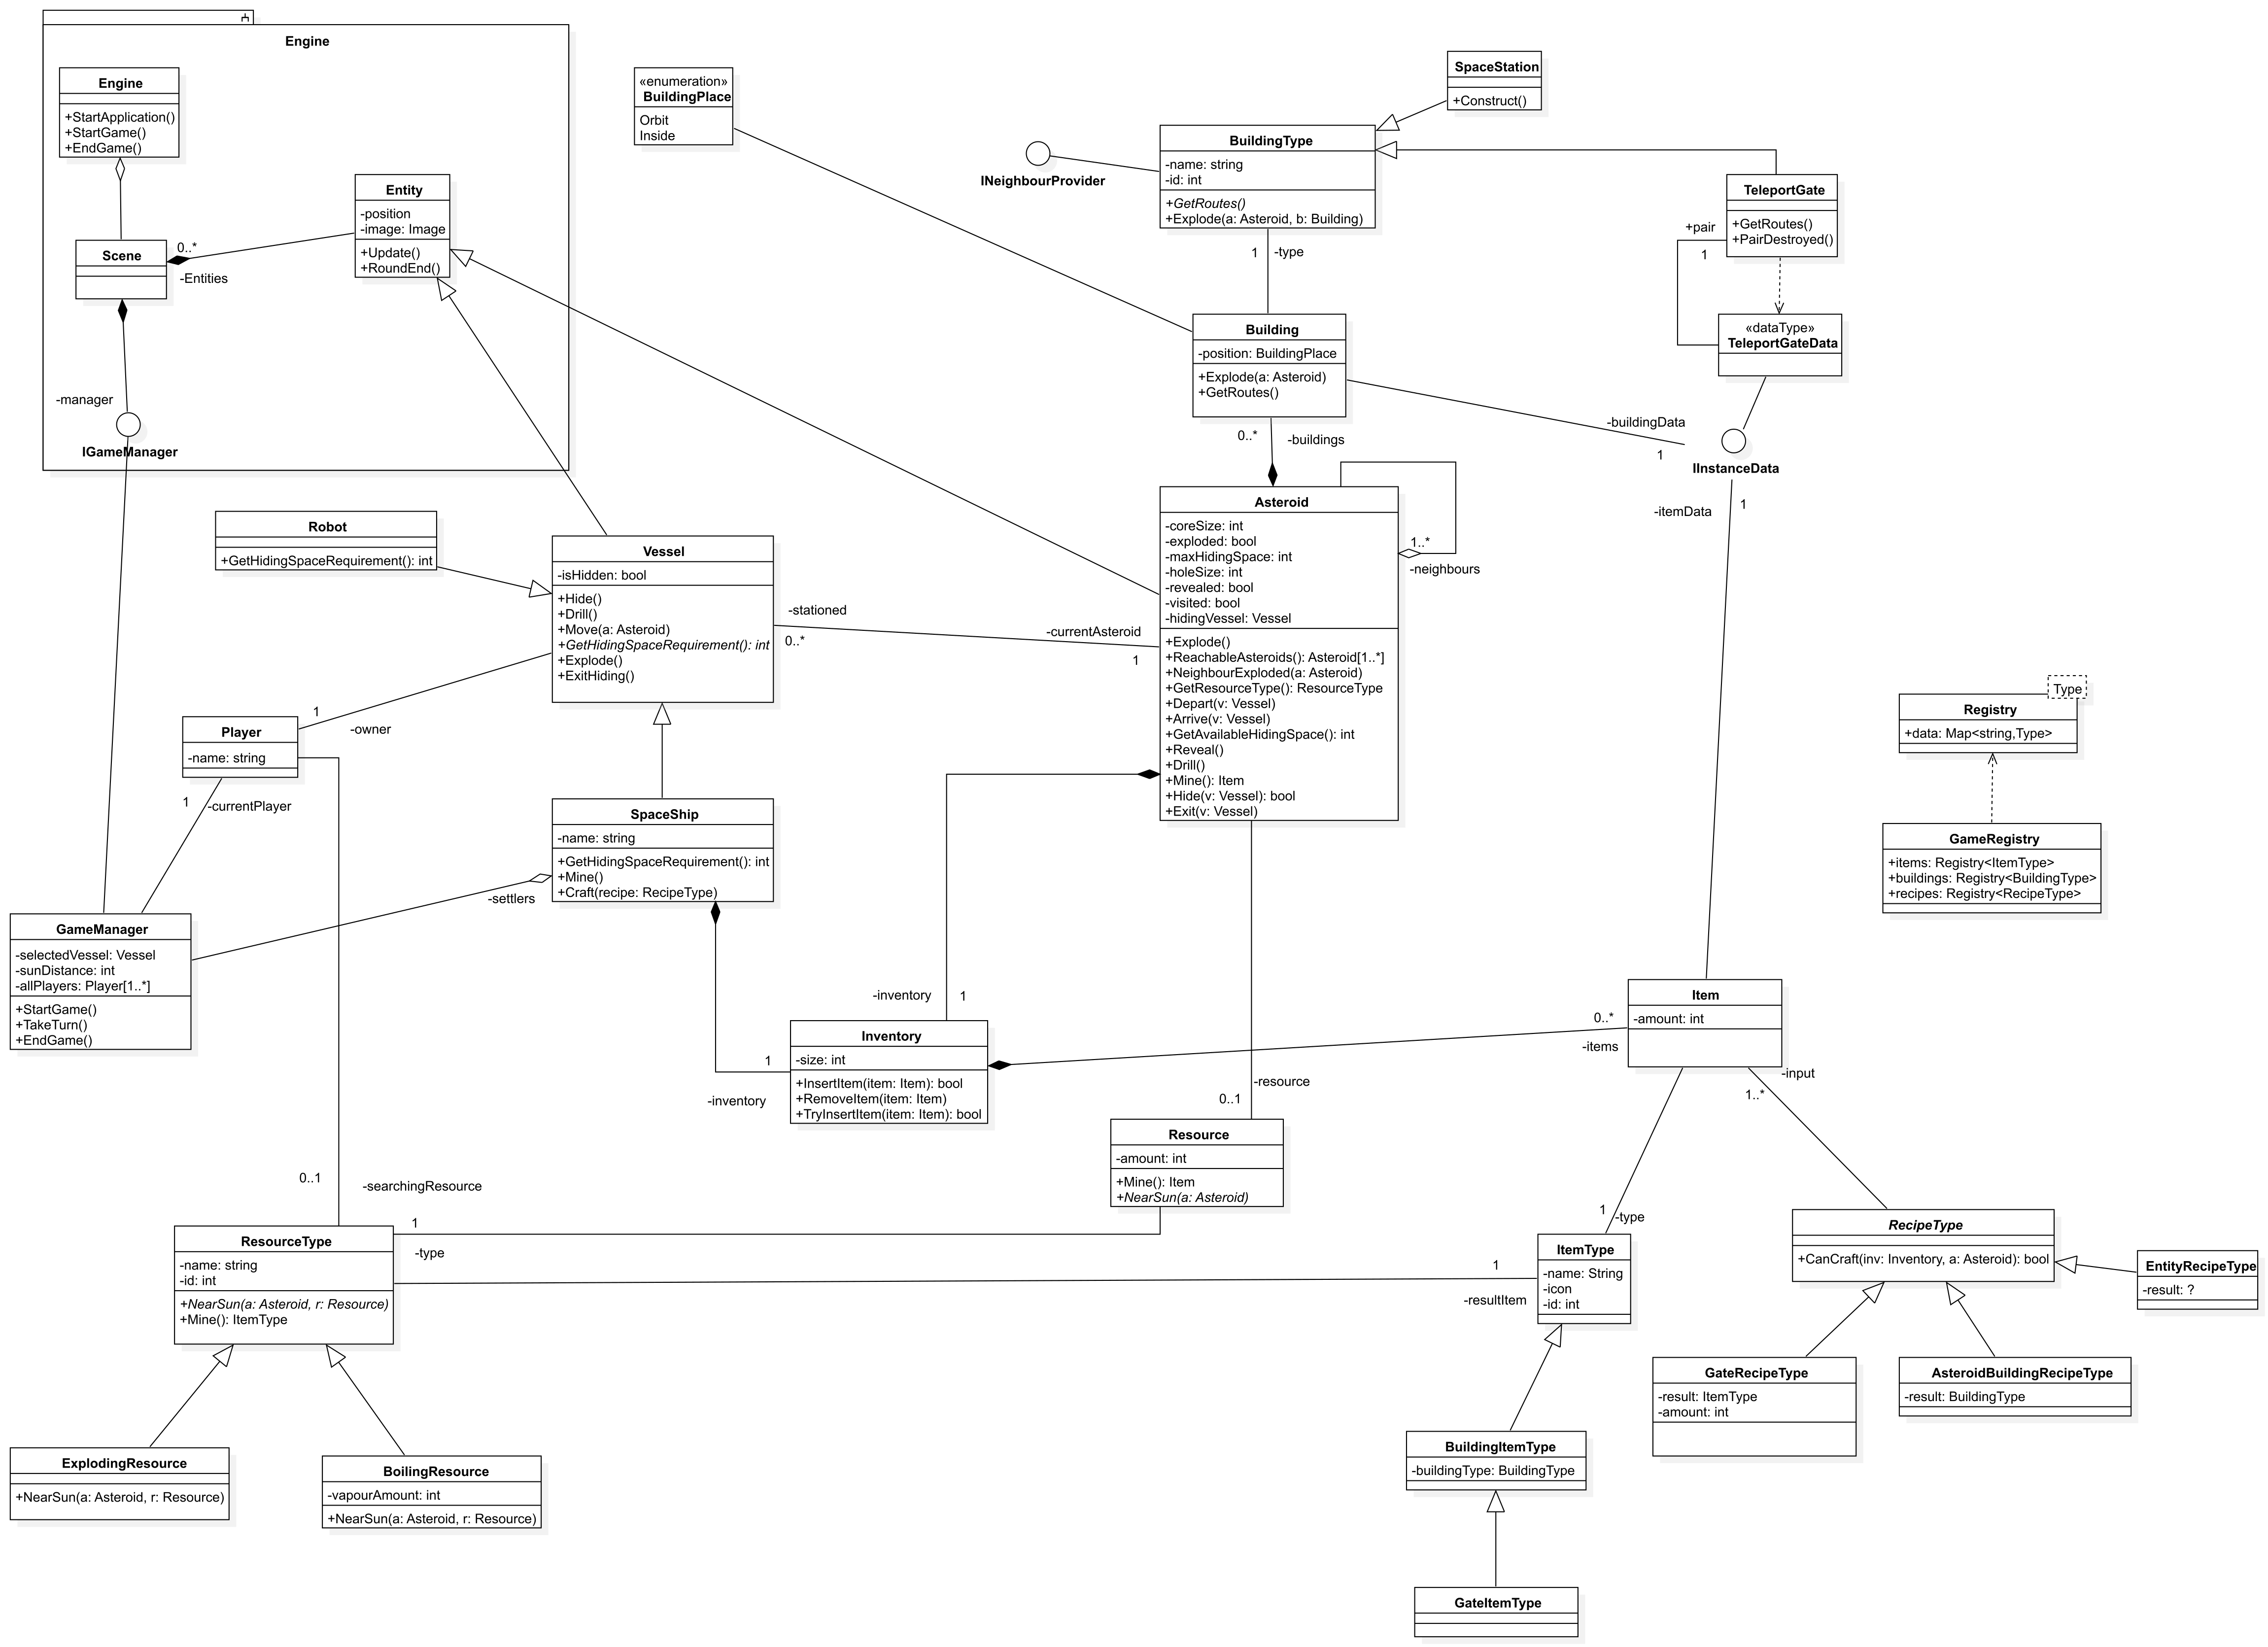 Engine
Engine
+StartApplication()
+StartGame()
+EndGame()
Entity
-position
-image: Image
+Update()
+RoundEnd()
Scene
0..*
-Entities
-manager
IGameManager
«enumeration»
BuildingPlace
Orbit
Inside
INeighbourProvider
SpaceStation
+Construct()
BuildingType
-name: string
-id: int
+GetRoutes()
+Explode(a: Asteroid, b: Building)
TeleportGate
+GetRoutes()
+PairDestroyed()
+pair
1
1
-type
«dataType»
TeleportGateData
Building
-position: BuildingPlace
+Explode(a: Asteroid)
+GetRoutes()
-buildingData
1
IInstanceData
0..*
-buildings
-itemData
1
Robot
+GetHidingSpaceRequirement(): int
Vessel
-isHidden: bool
+Hide()
+Drill()
+Move(a: Asteroid)
+GetHidingSpaceRequirement(): int
+Explode()
+ExitHiding()
-stationed
0..*
-currentAsteroid
1
Asteroid
-coreSize: int
-exploded: bool
-maxHidingSpace: int
-holeSize: int
-revealed: bool
-visited: bool
-hidingVessel: Vessel
+Explode()
+ReachableAsteroids(): Asteroid[1..*]
+NeighbourExploded(a: Asteroid)
+GetResourceType(): ResourceType
+Depart(v: Vessel)
+Arrive(v: Vessel)
+GetAvailableHidingSpace(): int
+Reveal()
+Drill()
+Mine(): Item
+Hide(v: Vessel): bool
+Exit(v: Vessel)
1..*
-neighbours
Type
Registry
+data: Map<string,Type>
GameRegistry
+items: Registry<ItemType>
+buildings: Registry<BuildingType>
+recipes: Registry<RecipeType>
1
-owner
Player
-name: string
1
-currentPlayer
SpaceShip
-name: string
+GetHidingSpaceRequirement(): int
+Mine()
+Craft(recipe: RecipeType)
-settlers
GameManager
-selectedVessel: Vessel
-sunDistance: int
-allPlayers: Player[1..*]
+StartGame()
+TakeTurn()
+EndGame()
-inventory
1
1
-inventory
Inventory
-size: int
+InsertItem(item: Item): bool
+RemoveItem(item: Item)
+TryInsertItem(item: Item): bool
0..*
-items
Item
-amount: int
-resource
0..1
Resource
-amount: int
+Mine(): Item
+NearSun(a: Asteroid)
-input
1..*
0..1
-searchingResource
1
-type
ResourceType
-name: string
-id: int
+NearSun(a: Asteroid, r: Resource)
+Mine(): ItemType
1
-type
1
-resultItem
ItemType
-name: String
-icon
-id: int
RecipeType
+CanCraft(inv: Inventory, a: Asteroid): bool
EntityRecipeType
-result: ?
GateRecipeType
-result: ItemType
-amount: int
AsteroidBuildingRecipeType
-result: BuildingType
ExplodingResource
+NearSun(a: Asteroid, r: Resource)
BoilingResource
-vapourAmount: int
+NearSun(a: Asteroid, r: Resource)
BuildingItemType
-buildingType: BuildingType
GateItemType